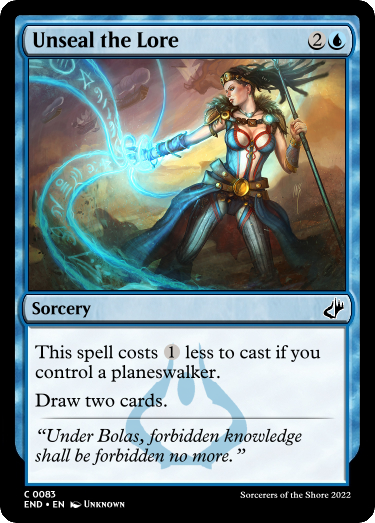 Unseal the Lore 2
Sorcery
This spell costs 1 less to cast if you
control a planeswalker.
Draw two cards.
“Under Bolas, forbidden knowledge
shall be forbidden no more.”
C 0083
END • EN Unknown
Sorcerers of the Shore 2022